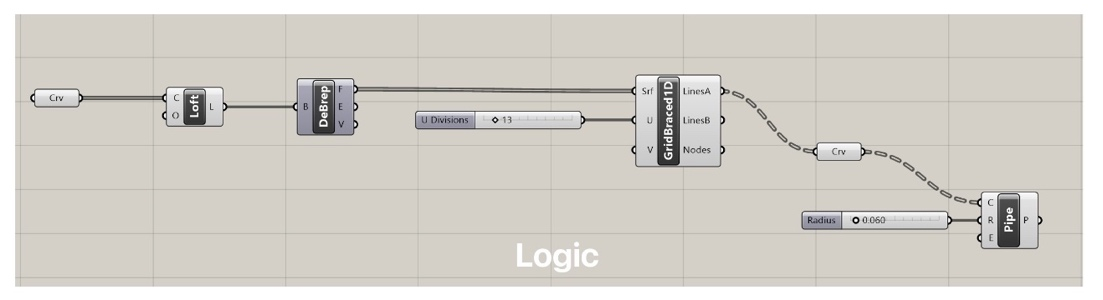 Crv
C
O
Loft
L
B
DeBrep
F
E
V
U Divisions
13
Srf
U
V
GridBraced1D
LinesA
LinesB
Nodes
Crv
Radius
0.060
C
R
E
Pipe
P
Logic